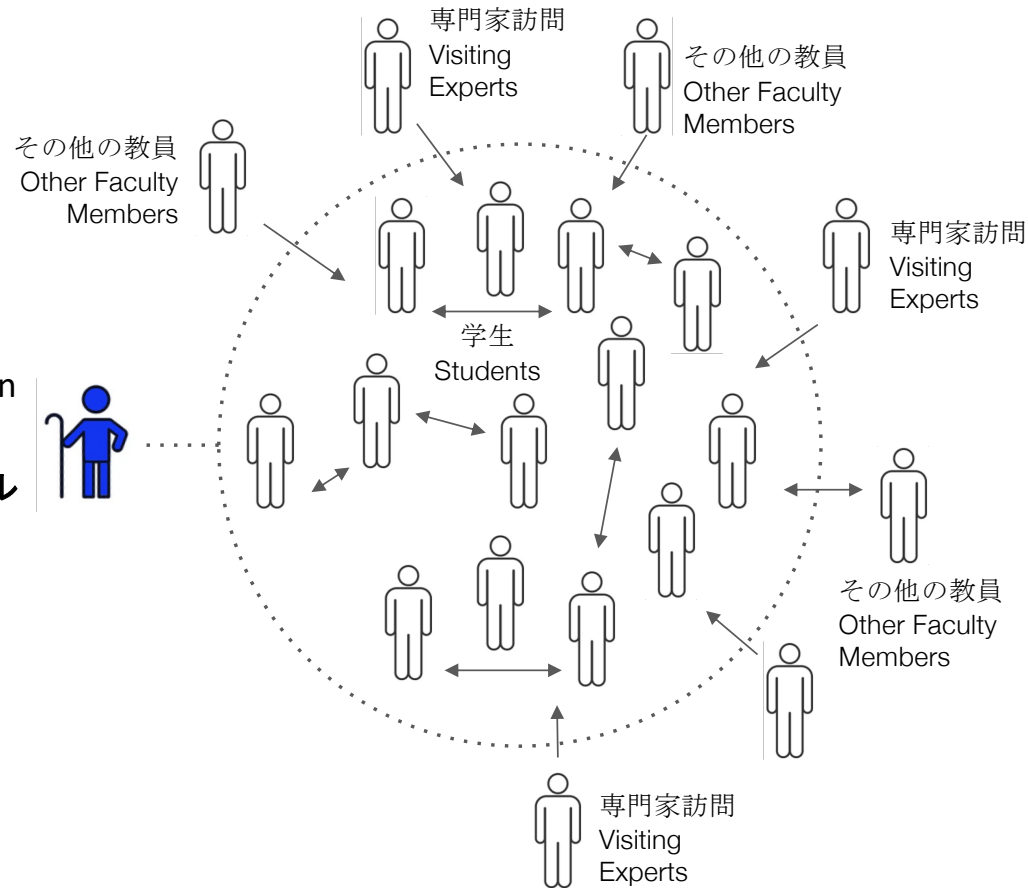 専門家訪問
Visiting
Experts
その他の教員
Other Faculty
Members
その他の教員
Other Faculty
Members
専門家訪問
Visiting
Experts
学生
Students
n
ル
その他の教員
Other Faculty
Members
専門家訪問
Visiting
Experts